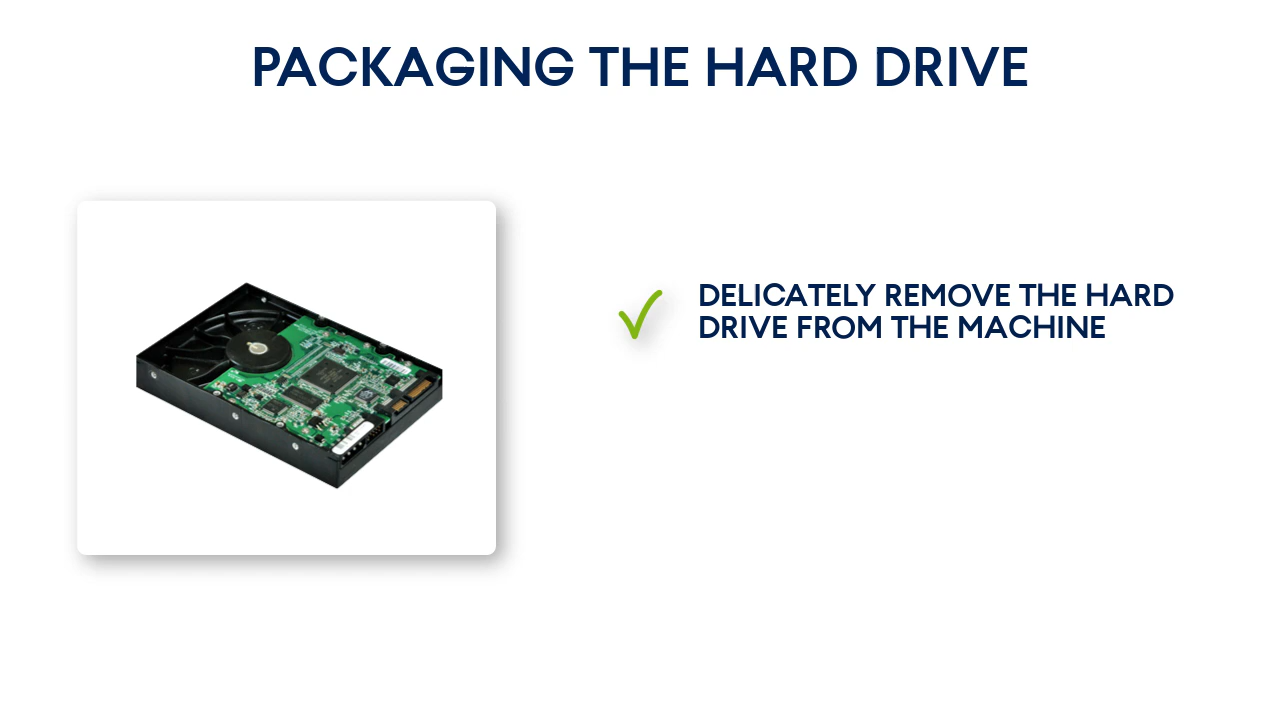 PACKAGING THE HARD DRIVE
DELICATELY REMOVE THE HARD
DRIVE FROM THE MACHINE